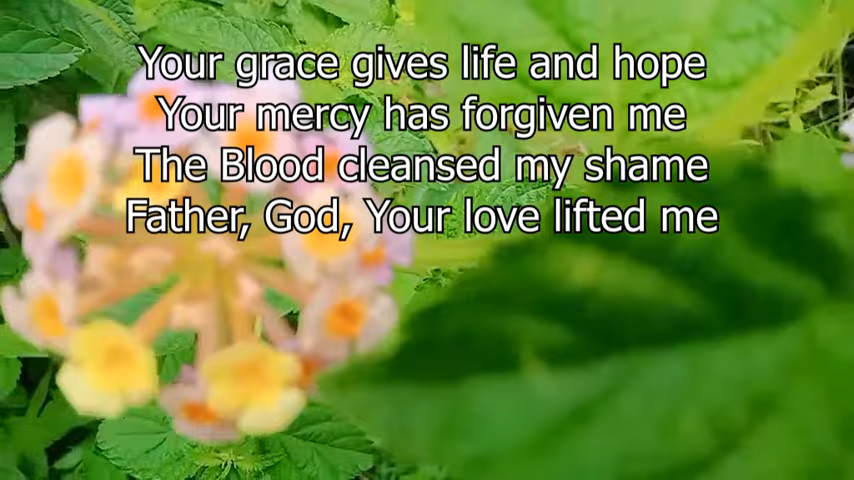 Your grace gives life and hope
Your mercy has forgiven me
The Blood cleansed my shame
Father, God, Your love lifted me